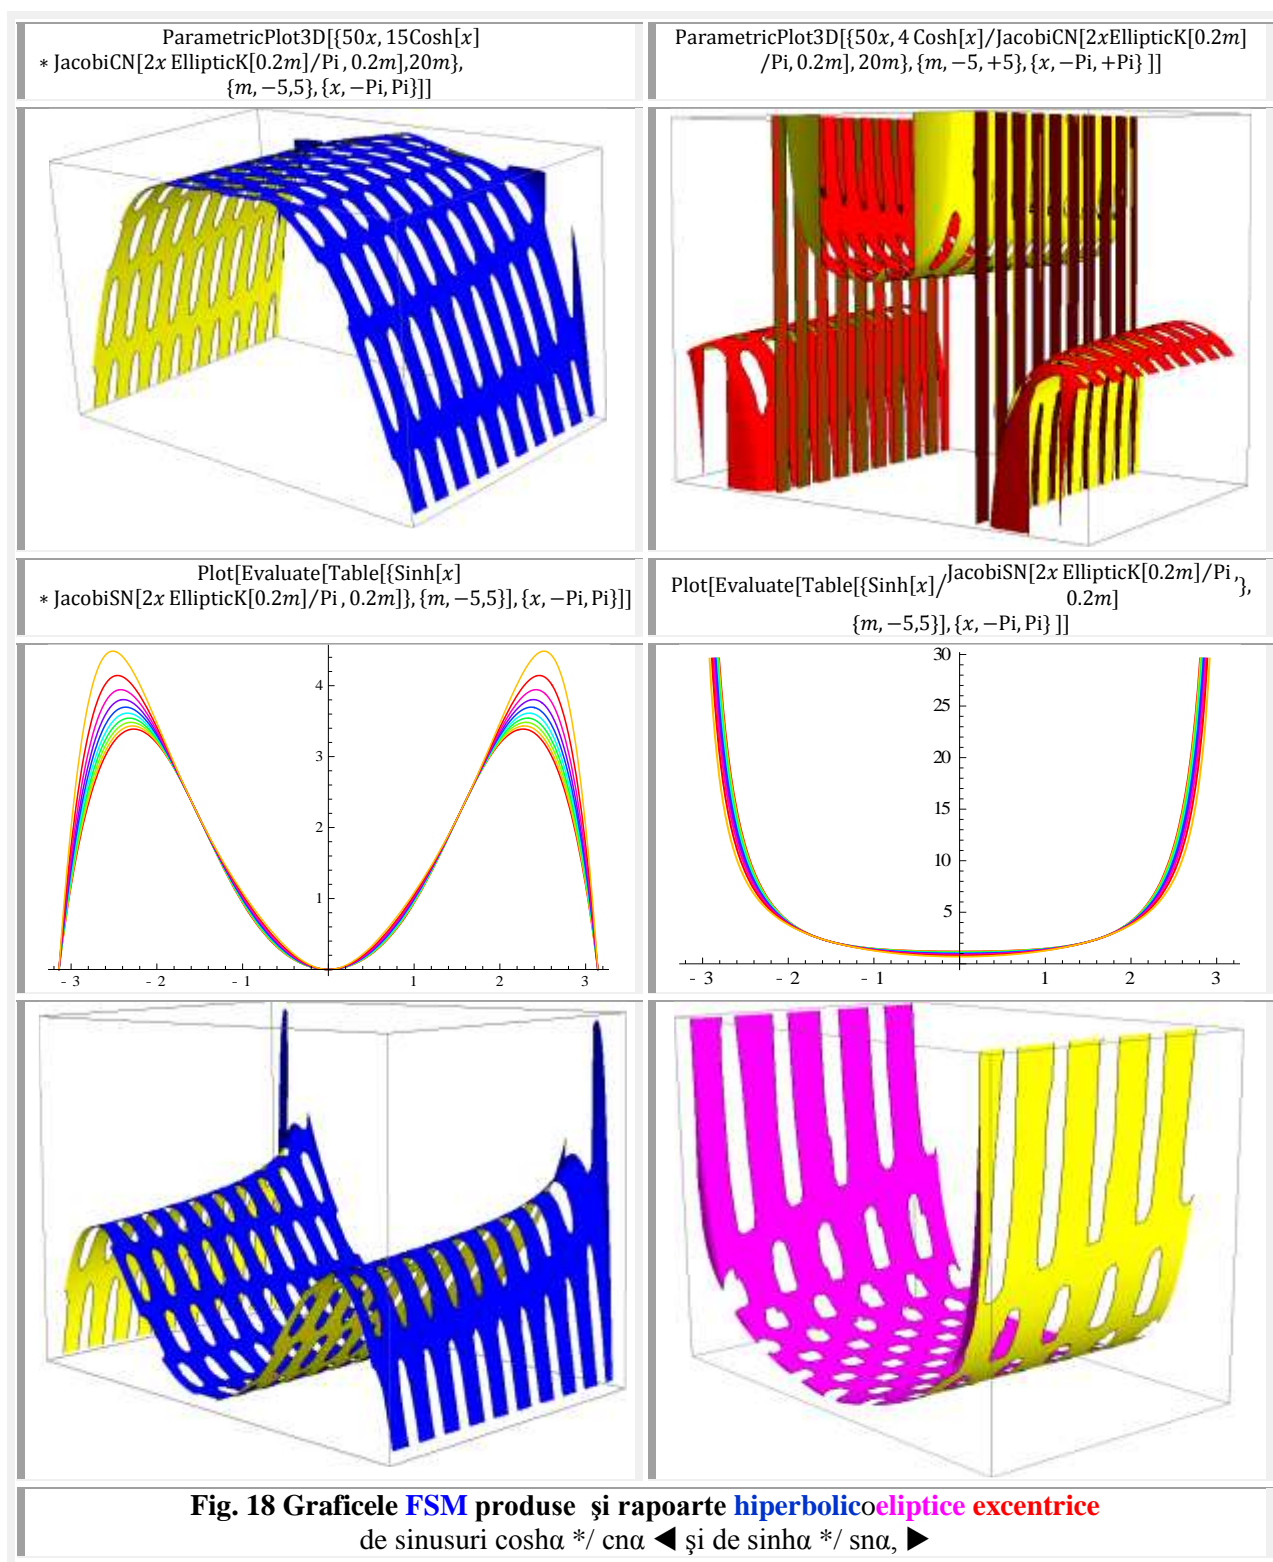 ParametricPlot3D[{50x, 15Cosh[x]
* JacobiCN[2x EllipticK[0.2m]/Pi , 0.2m],20m},
{m, −5,5}, {x, −Pi, Pi}]]
ParametricPlot3D[{50x, 4 Cosh[x]/JacobiCN[2xEllipticK[0.2m]
/Pi, 0.2m], 20m}, {m, −5, +5}, {x, −Pi, +Pi} ]]
Plot[Evaluate[Table[{Sinh[x]
* JacobiSN[2x EllipticK[0.2m]/Pi , 0.2m]}, {m, −5,5}], {x, −Pi, Pi}]]
Plot[Evaluate[Table[{Sinh[x]/JacobiSN[2x EllipticK[0.2m]/Pi , 0.2m]},
{m, −5,5}], {x, −Pi, Pi} ]]
4
3
2
1
- 3 - 2 - 1 1 2 3
30
25
20
15
10
5
- 3 - 2 - 1 1 2 3
Fig. 18 Graficele FSM produse şi rapoarte hiperbolicoeliptice excentrice
de sinusuri coshα */ cnα ◄ şi de sinhα */ snα, ►